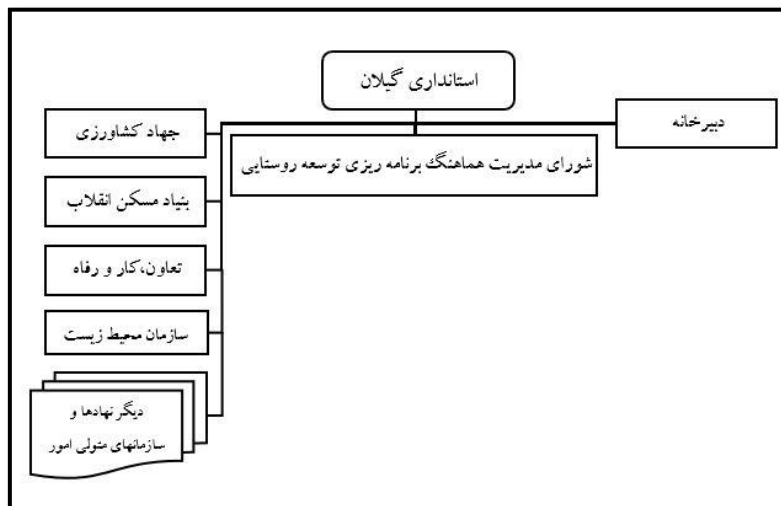 استانداری گیلان
دبیرخانه
شورای مدیریت هماهنگ برنامه ریزی توسعه روستایی
جهاد کشاورزی
بنیاد مسکن انقلاب
تعاون،کار و رفاه
سازمان محیط زیست
دیگر نهادها و
سازمانهای متولی امور